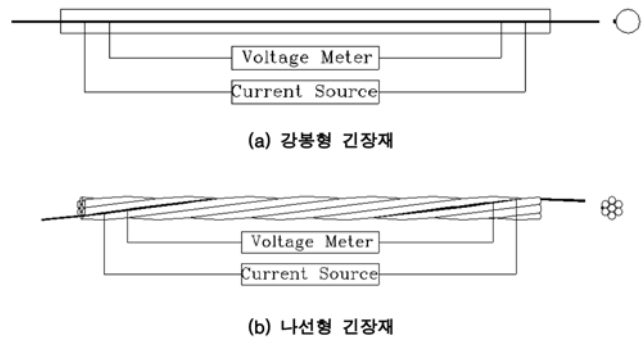 Voltage Meter
Current Source
(a) 강봉형 긴장재
Voltage Meter
Current Source
(b) 나선형 긴장재